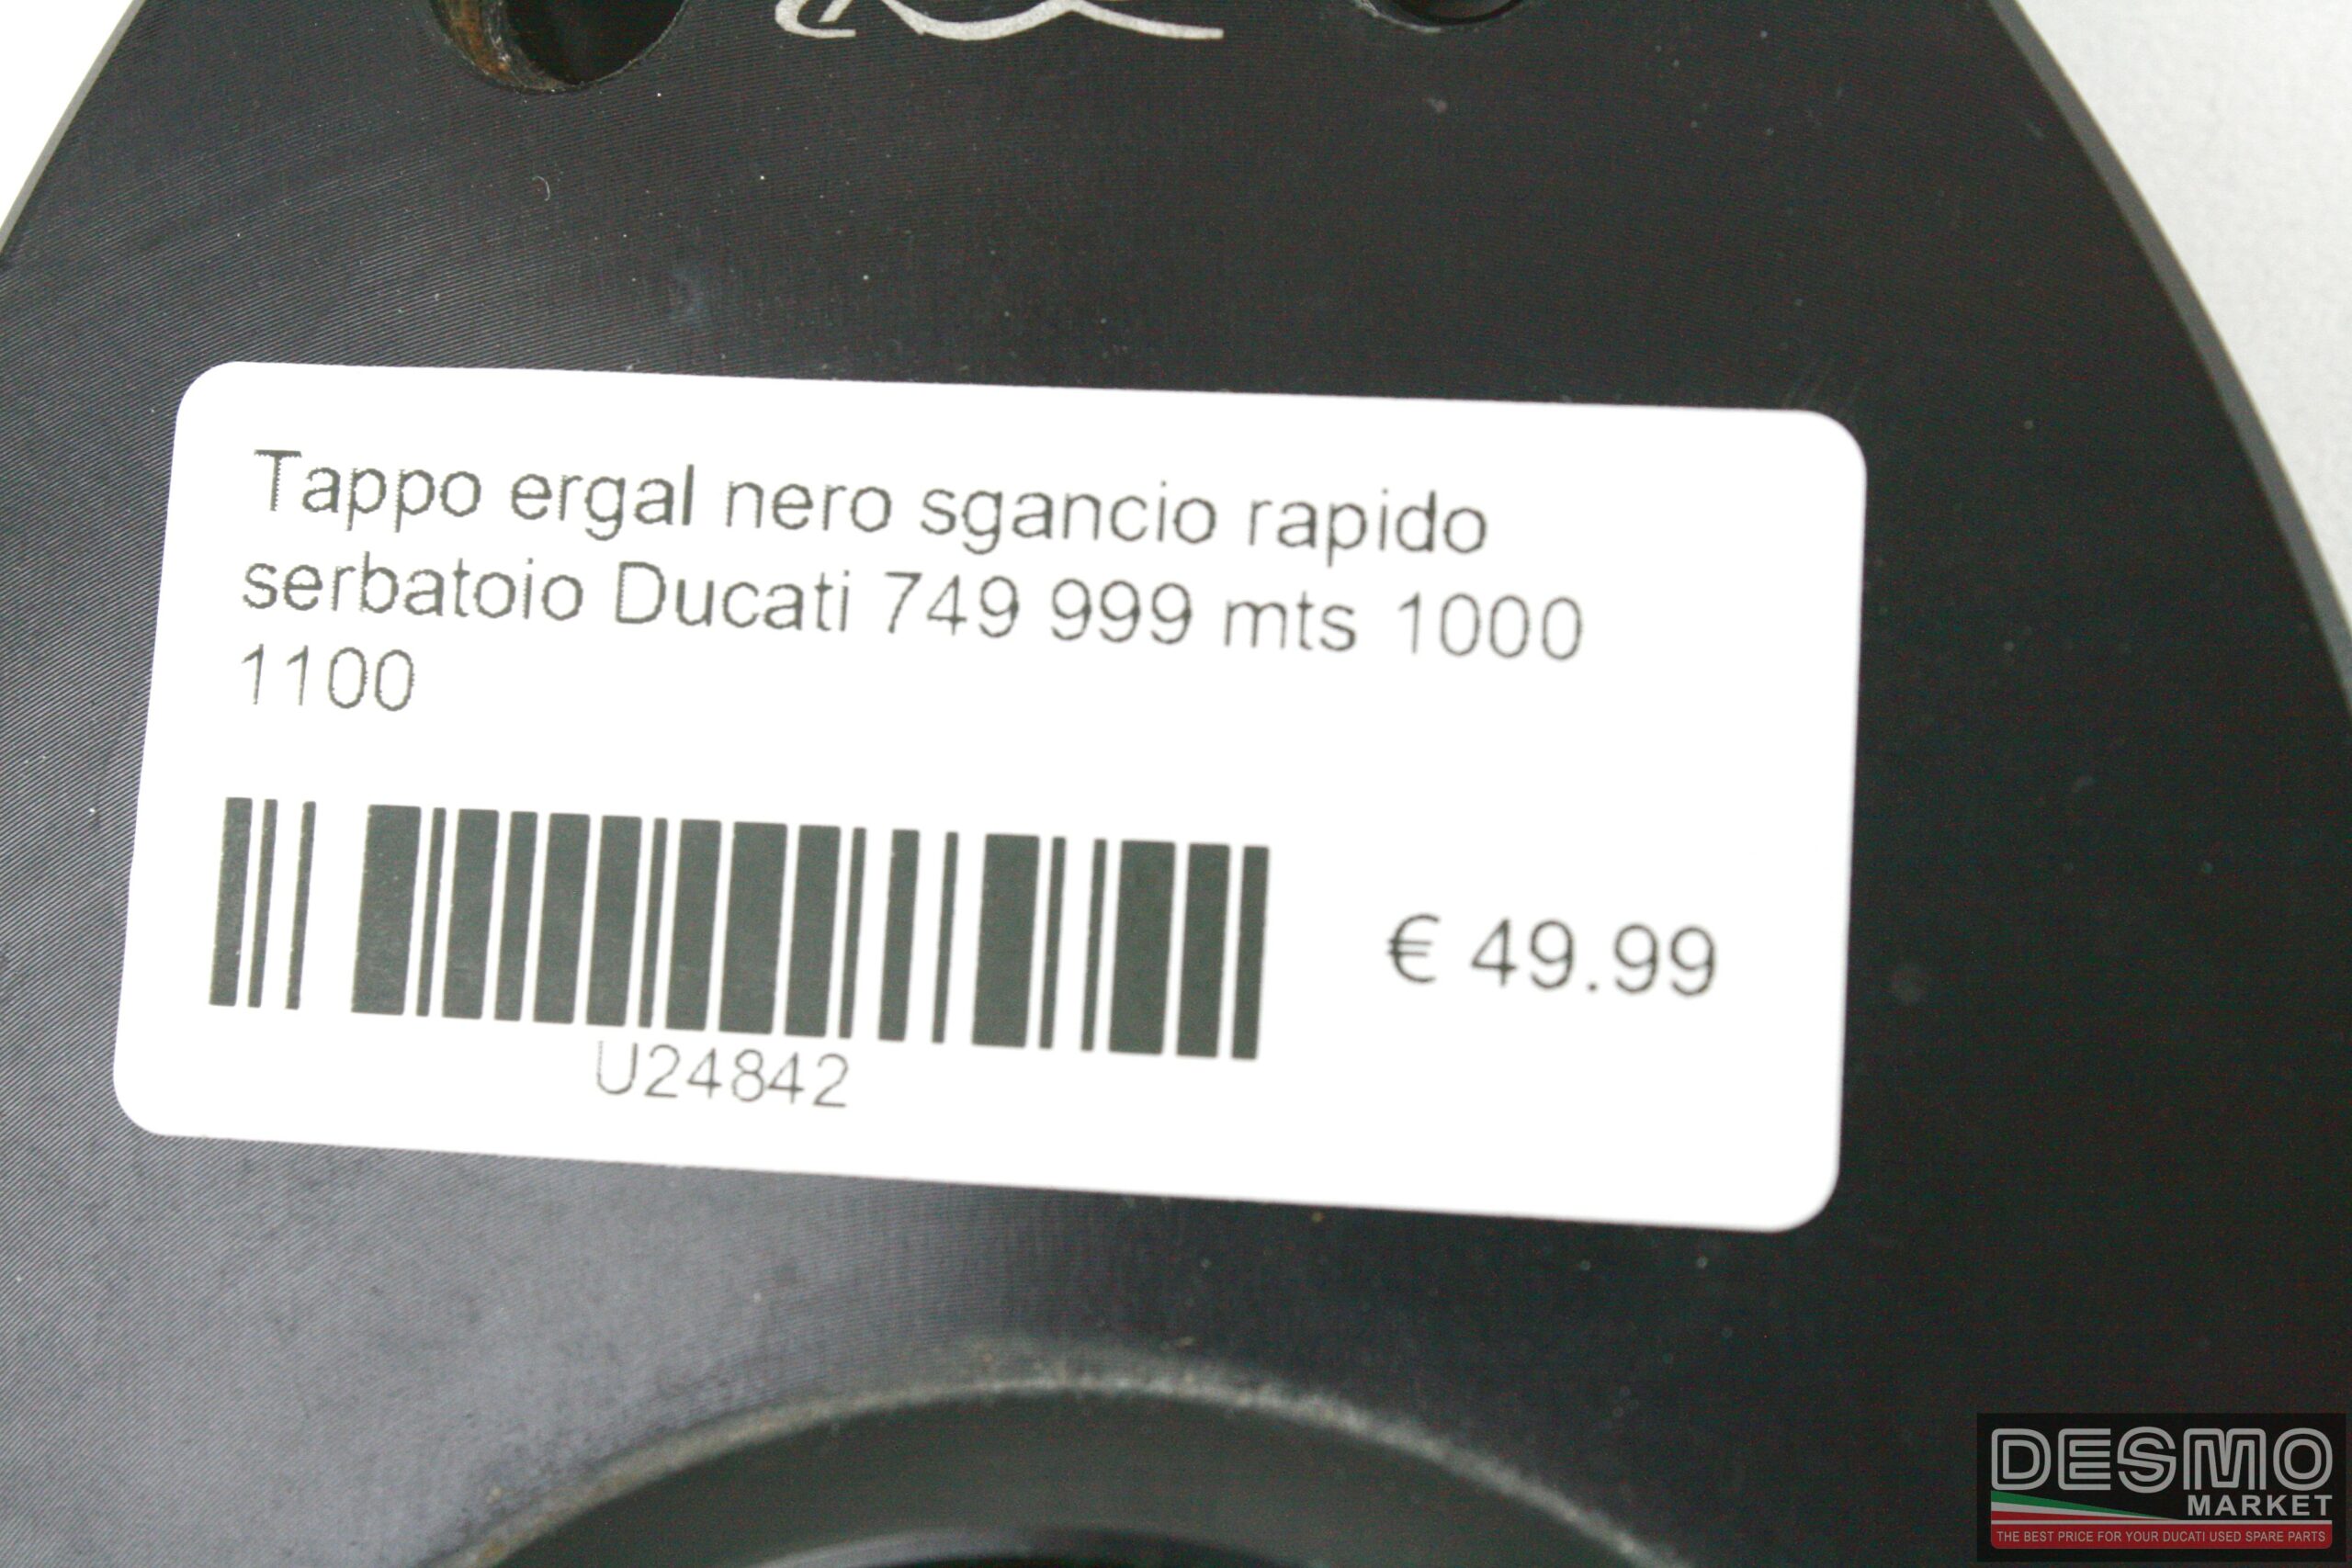 Tappo ergal nero sgancio rapido
serbatoio Ducati 749 999 mts 1000
1100
€ 49.99
U24842
DESMO
MARKET
THE BEST PRICE FOR YOUR DUCATI USED SPARE PARTS